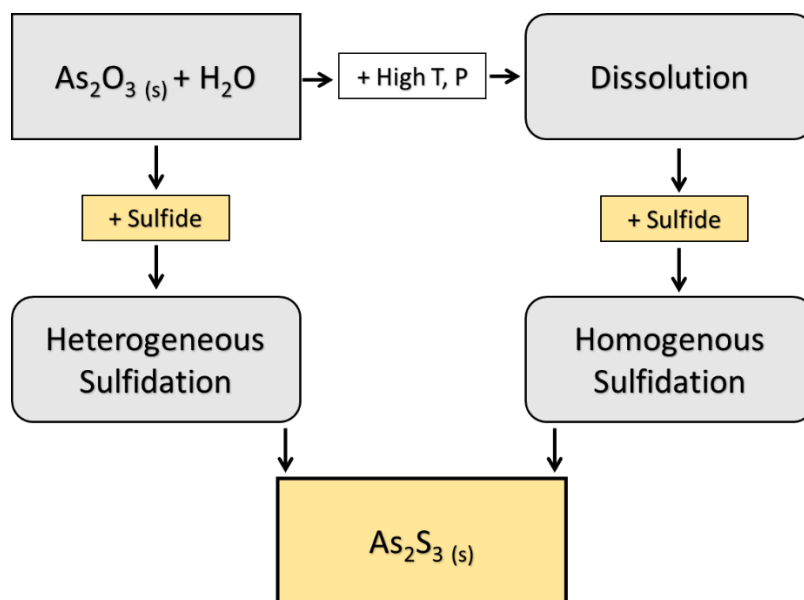 As₂O₃ (s) + H₂O
+ High T, P
Dissolution
+ Sulfide
+ Sulfide
Heterogeneous
Sulfidation
Homogenous
Sulfidation
As₂S₃ (s)